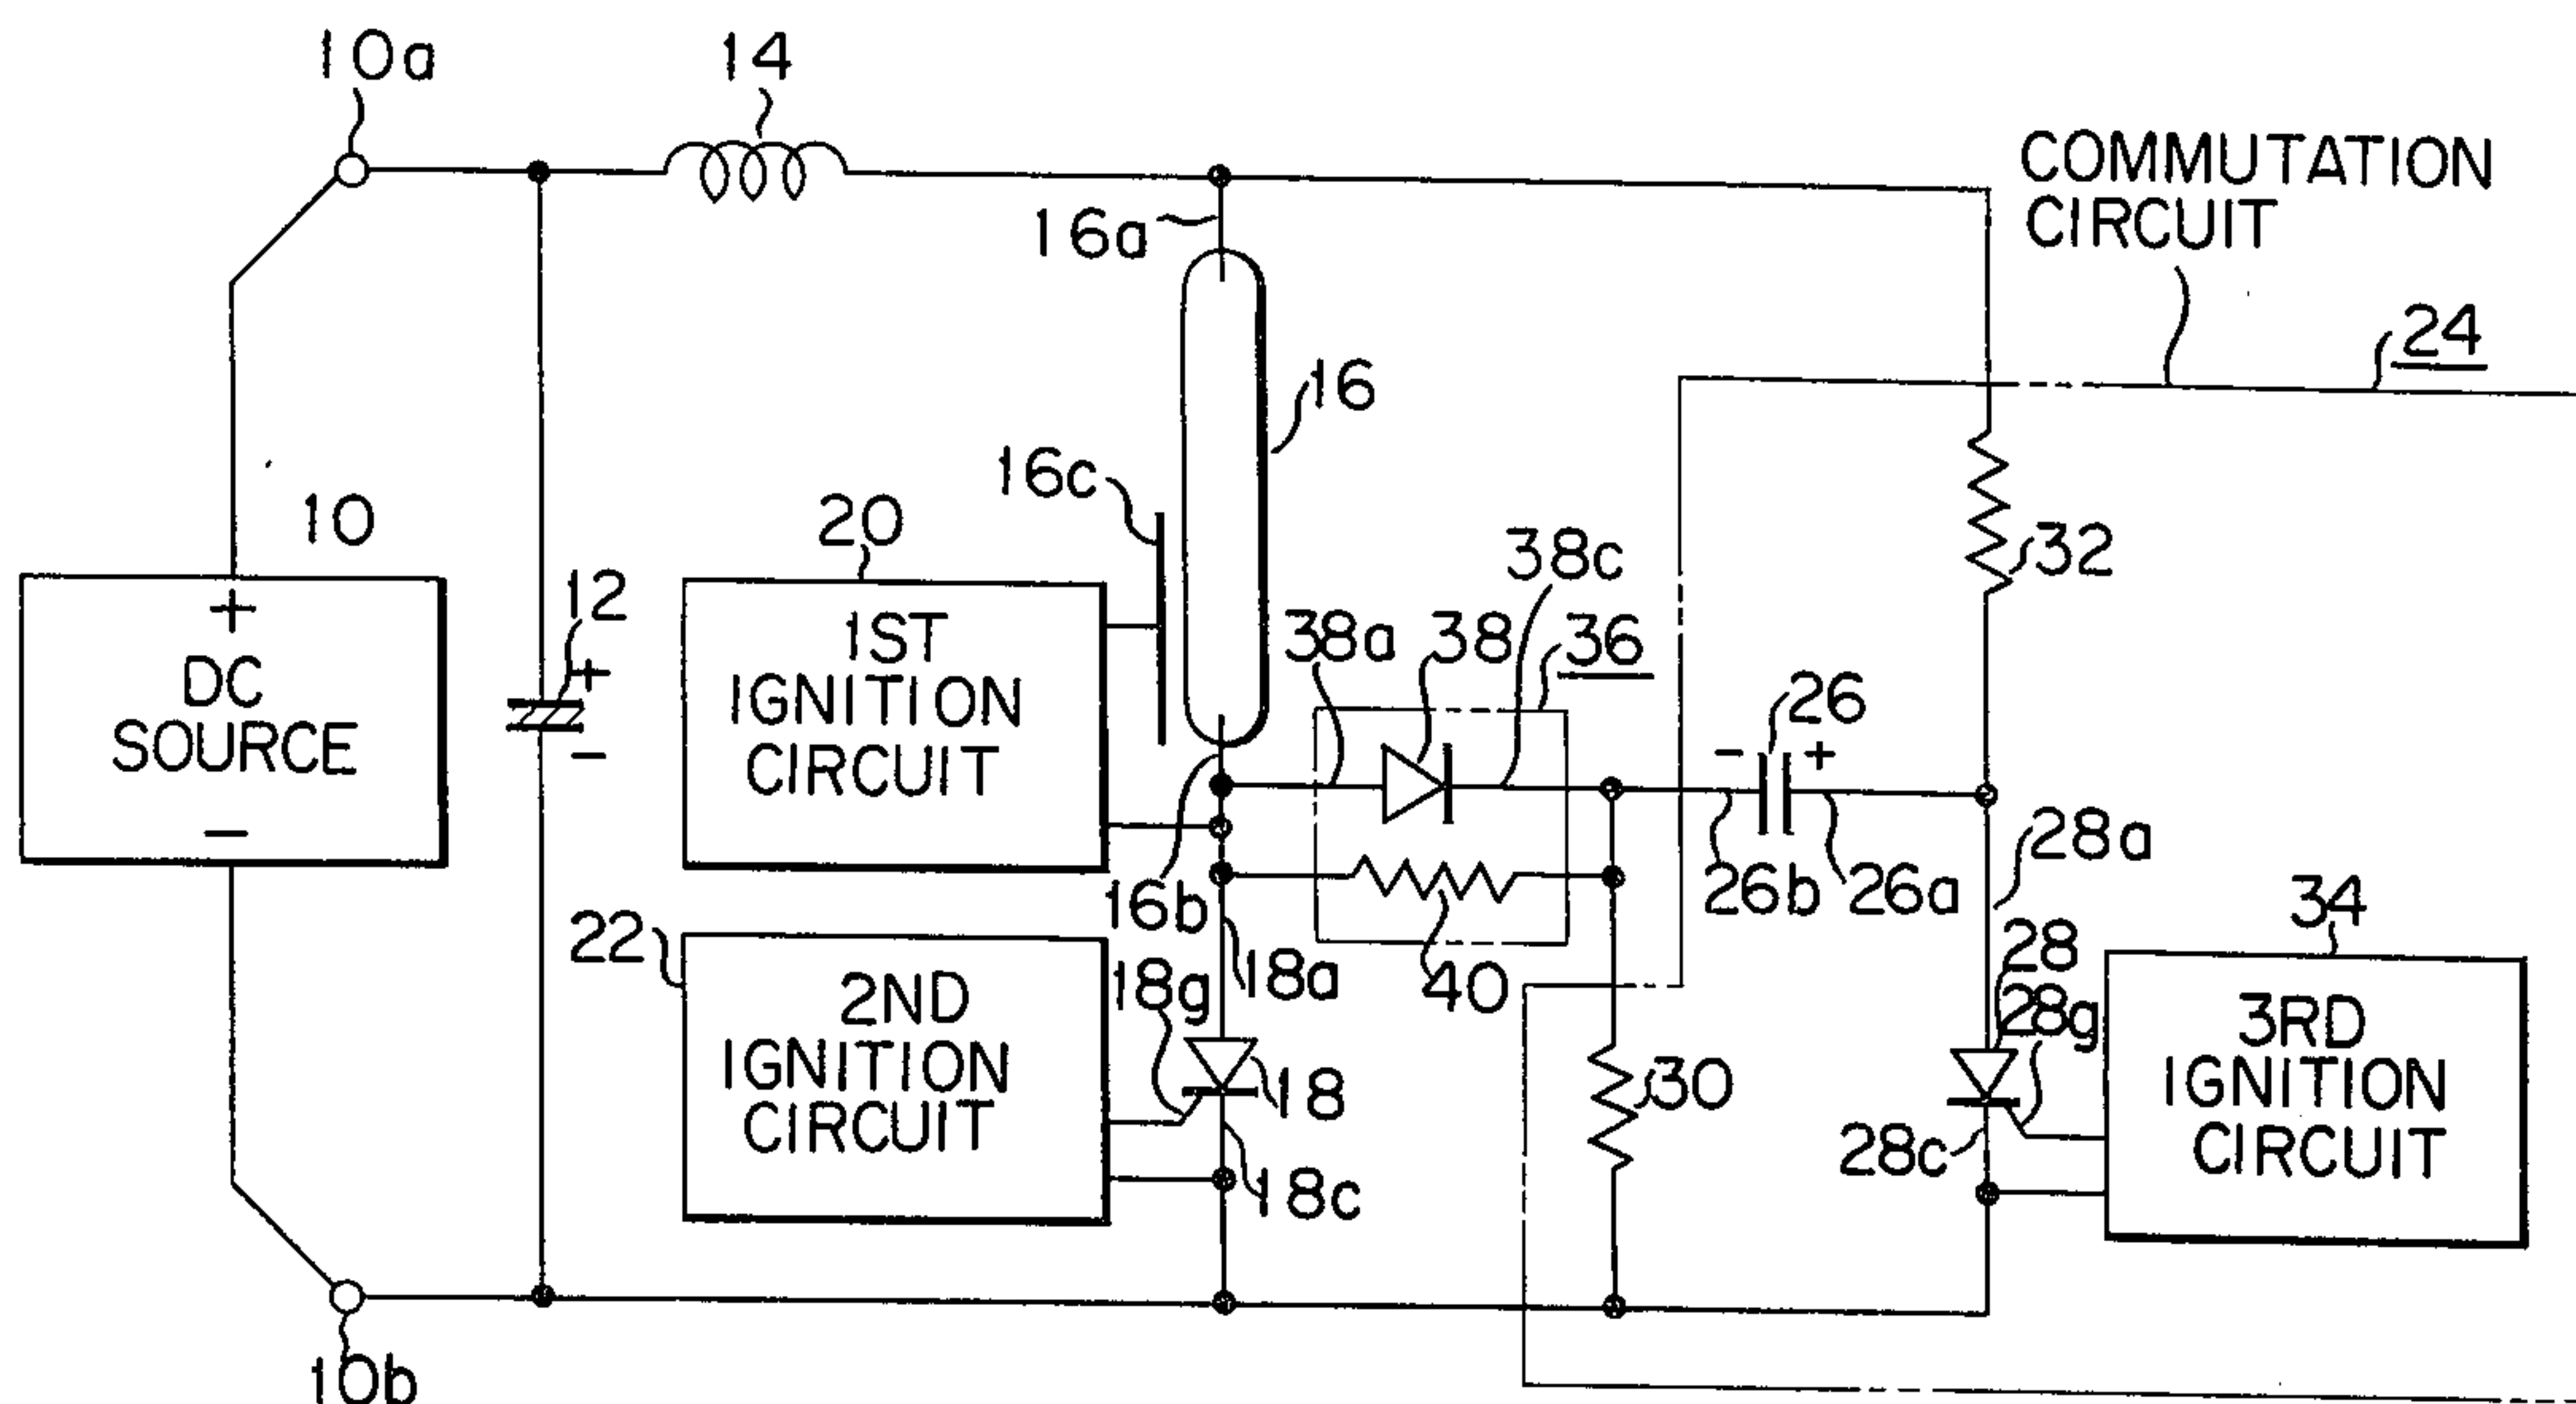 10a
14
COMMUTATION
CIRCUIT
16a
24
16
16c
10
20
32
38c
12
+
DC
SOURCE
-
+
-
1ST
IGNITION
CIRCUIT
38a
38
36
26
- +
28a
26b
26a
16b
22
18g
18a
40
28
28g
34
2ND
IGNITION
CIRCUIT
18
30
3RD
IGNITION
CIRCUIT
28c
18c
10b